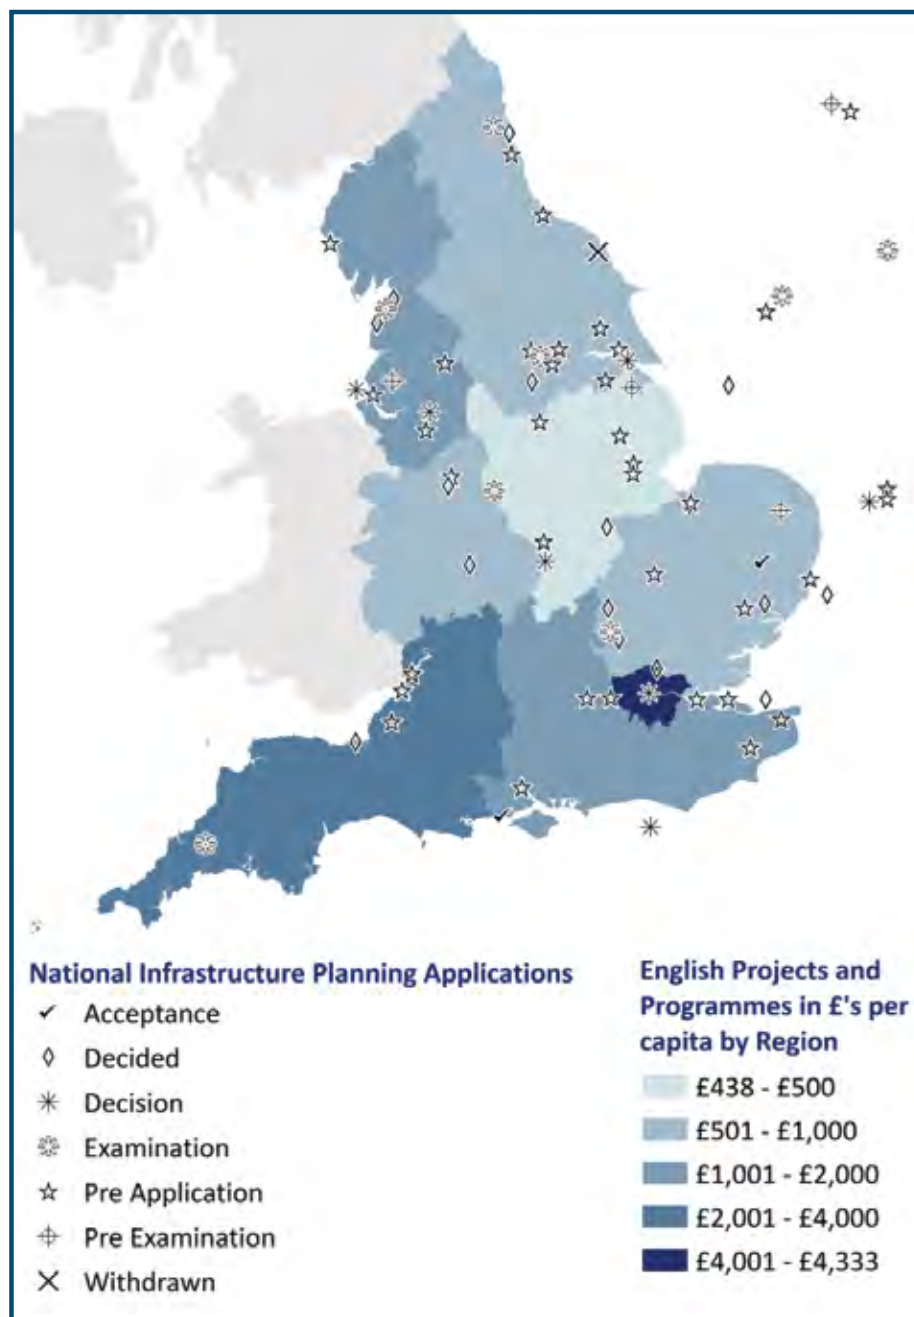 National Infrastructure Planning Applications
Acceptance
Decided
Decision
Examination
Pre Application
Pre Examination
Withdrawn
English Projects and
Programmes in £'s per
capita by Region
£438 - £500
£501 - £1,000
£1,001 - £2,000
£2,001 - £4,000
£4,001 - £4,333